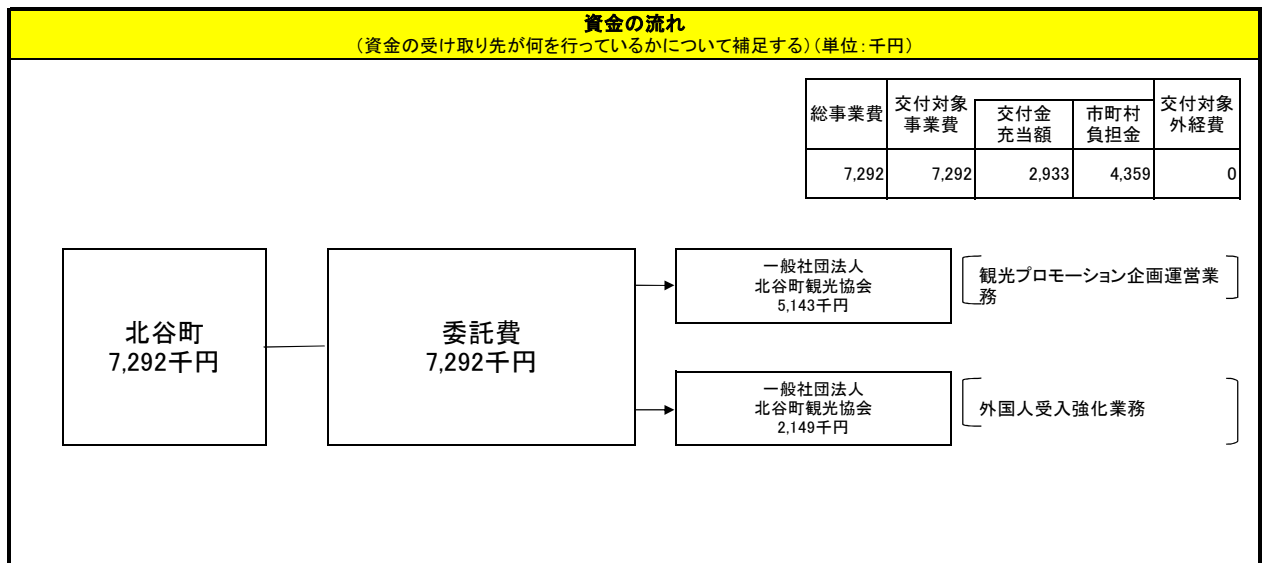 資金の流れ
（資金の受け取り先が何を行っているかについて補足する）（単位：千円）
総事業費 交付対象事業費 交付金充当額 市町村負担金 交付対象外経費
7,292 7,292 2,933 4,359 0
北谷町
7,292千円
委託費
7,292千円
一般社団法人
北谷町観光協会
5,143千円
観光プロモーション企画運営業
務
一般社団法人
北谷町観光協会
2,149千円
外国人受入強化業務